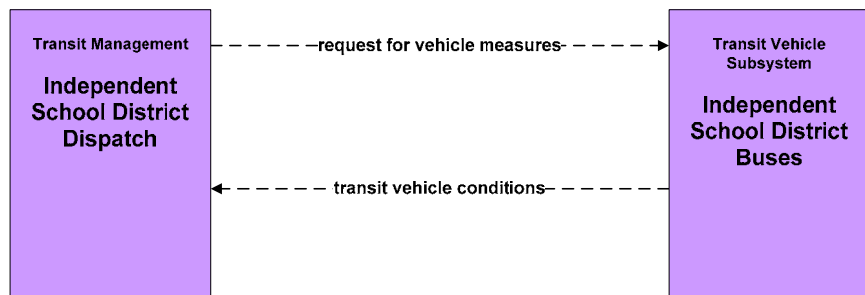 Transit Management
Independent
School District
Dispatch
request for vehicle measures
Transit Vehicle
Subsystem
Independent
School District
Buses
transit vehicle conditions